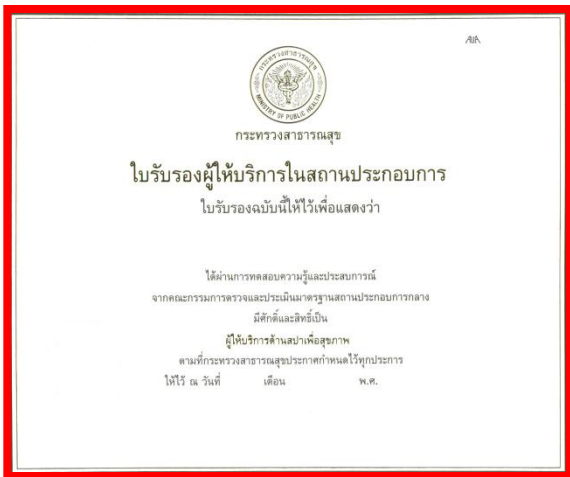 กระทรวงสาธารณสุข
MINISTRY OF PUBLIC HEALTH
กระทรวงสาธารณสุข
ใบรับรองผู้ให้บริการในสถานประกอบการ
ใบรับรองฉบับนี้ให้ไว้เพื่อแสดงว่า
ได้ผ่านการทดสอบความรู้และประสบการณ์
จากคณะกรรมการตรวจและประเมินมาตรฐานสถานประกอบการกลาง
มีศักดิ์และสิทธิ์เป็น
ผู้ให้บริการด้านสปาเพื่อสุขภาพ
ตามที่กระทรวงสาธารณสุขประกาศกำหนดไว้ทุกประการ
ให้ไว้ ณ วันที่ เดือน พ.ศ.